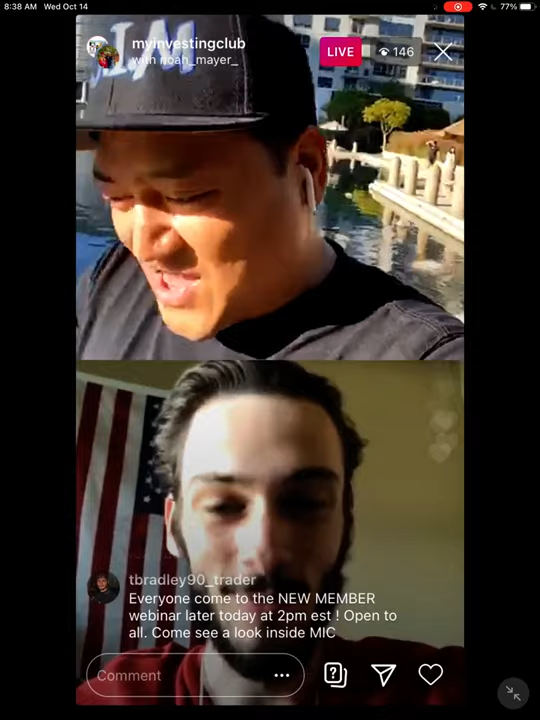 8:38 AM Wed Oct 14
77%
myinvestingclub
with noah_mayer_
LIVE
146
tbradley90_trader
Everyone come to the NEW MEMBER
webinar later today at 2pm est ! Open to
all. Come see a look inside MIC
Comment